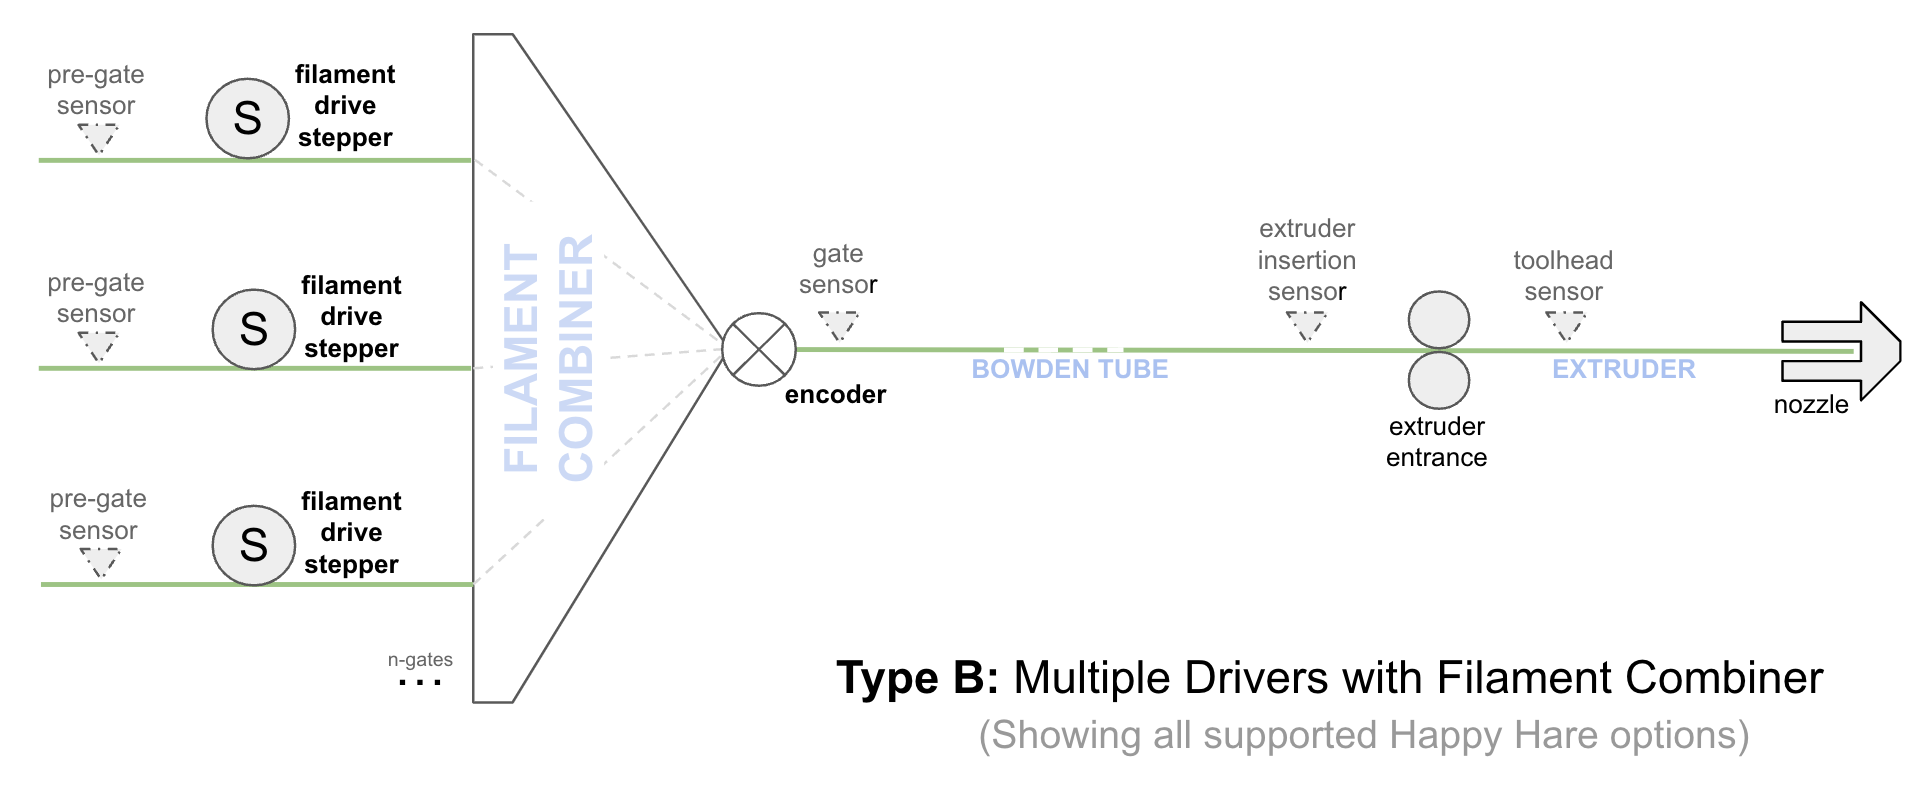 pre-gate
sensor
S
filament
drive
stepper
pre-gate
sensor
S
filament
drive
stepper
pre-gate
sensor
S
filament
drive
stepper
n-gates
...
FILAMENT
COMBINER
encoder
gate
sensor
BOWDEN TUBE
extruder
insertion
sensor
extruder
entrance
toolhead
sensor
EXTRUDER
nozzle
Type B: Multiple Drivers with Filament Combiner
(Showing all supported Happy Hare options)